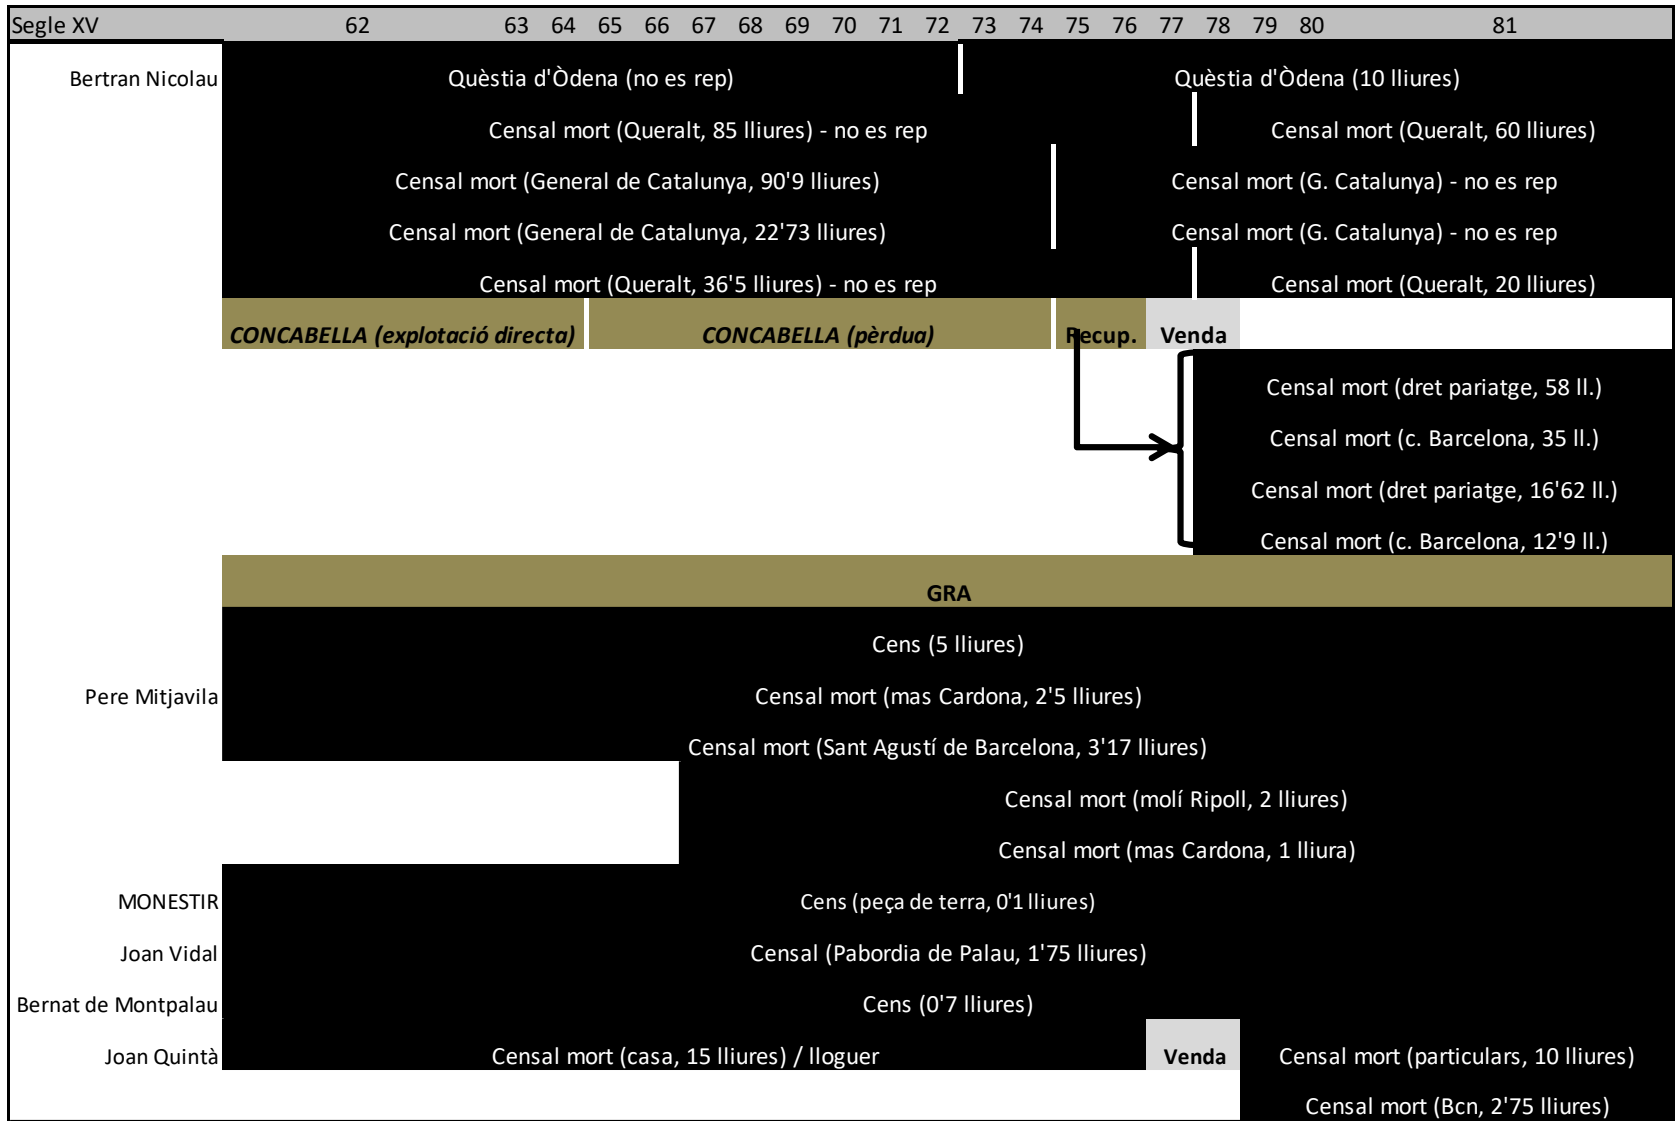 Segle XV 62 63 64 65 66 67 68 69 70 71 72 73 74 75 76 77 78 79 80 81
Bertran Nicolau Quèstia d'Òdena (no es rep) Quèstia d'Òdena (10 lliures)
Censal mort (Queralt, 85 lliures) - no es rep Censal mort (Queralt, 60 lliures)
Censal mort (General de Catalunya, 90'9 lliures) Censal mort (G. Catalunya) - no es rep
Censal mort (General de Catalunya, 22'73 lliures) Censal mort (G. Catalunya) - no es rep
Censal mort (Queralt, 36'5 lliures) - no es rep Censal mort (Queralt, 20 lliures)
CONCABELLA (explotació directa) CONCABELLA (pèrdua) Recup. Venda
Censal mort (dret pariatge, 58 ll.)
Censal mort (c. Barcelona, 35 ll.)
Censal mort (dret pariatge, 16'62 ll.)
Censal mort (c. Barcelona, 12'9 ll.)
GRA
Cens (5 lliures)
Pere Mitjavila Censal mort (mas Cardona, 2'5 lliures)
Censal mort (Sant Agustí de Barcelona, 3'17 lliures)
Censal mort (molí Ripoll, 2 lliures)
Censal mort (mas Cardona, 1 lliura)
MONESTIR Cens (peça de terra, 0'1 lliures)
Joan Vidal Censal (Pabordia de Palau, 1'75 lliures)
Bernat de Montpalau Cens (0'7 lliures)
Joan Quintà Censal mort (casa, 15 lliures) / lloguer Venda Censal mort (particulars, 10 lliures)
Censal mort (Bcn, 2'75 lliures)